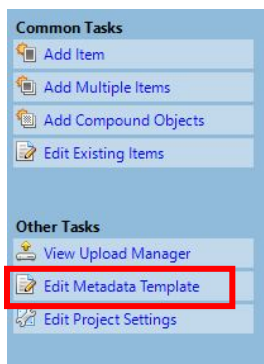 Common Tasks
Add Item
Add Multiple Items
Add Compound Objects
Edit Existing Items
Other Tasks
View Upload Manager
Edit Metadata Template
Edit Project Settings